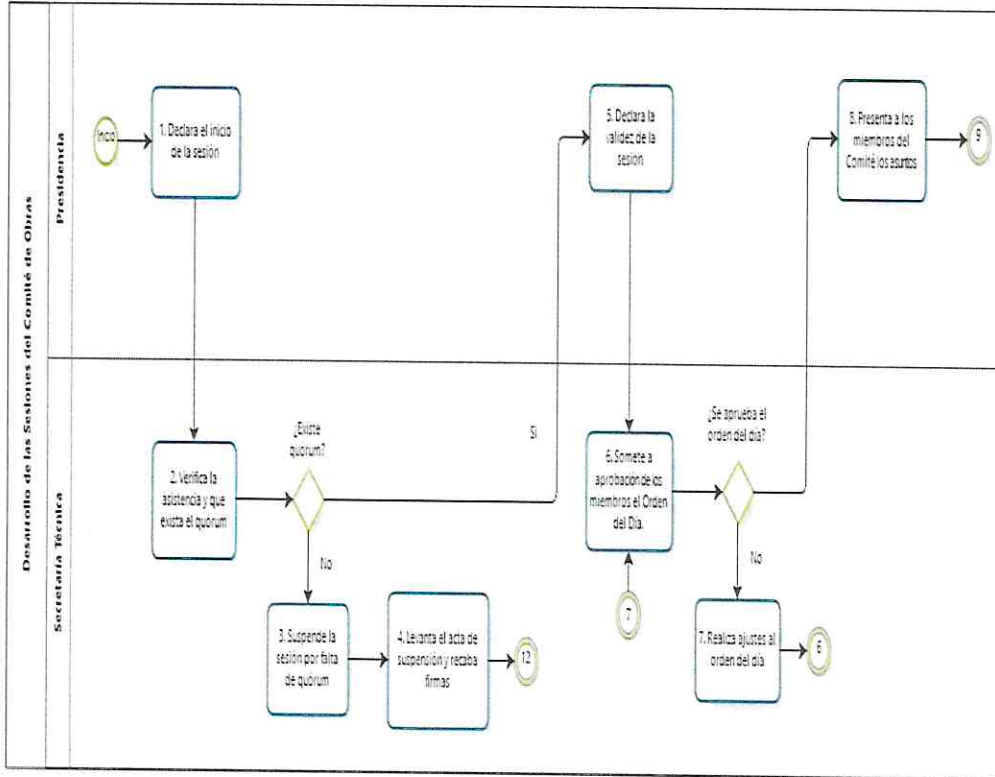 Desarrollo de las Sesiones del Comité de Obras
Presidencia
Inicio
1. Declara el inicio
de la sesión
5. Declara la
validez de la
sesión
8. Presenta a los
miembros del
Comité los asuntos
9
Secretaría Técnica
2. Verifica la
asistencia y que
exista el quórum
¿Existe
quorum?
Si
No
3. Suspende la
sesión por falta
de quórum
4. Levanta el acta de
suspensión y recaba
firmas
12
6. Somete a
aprobación de los
miembros el Orden
del Día.
7
¿Se aprueba el
orden del día?
No
7. Realiza ajustes al
orden del día
6